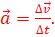 a⃗ = Δv⃗/Δt.